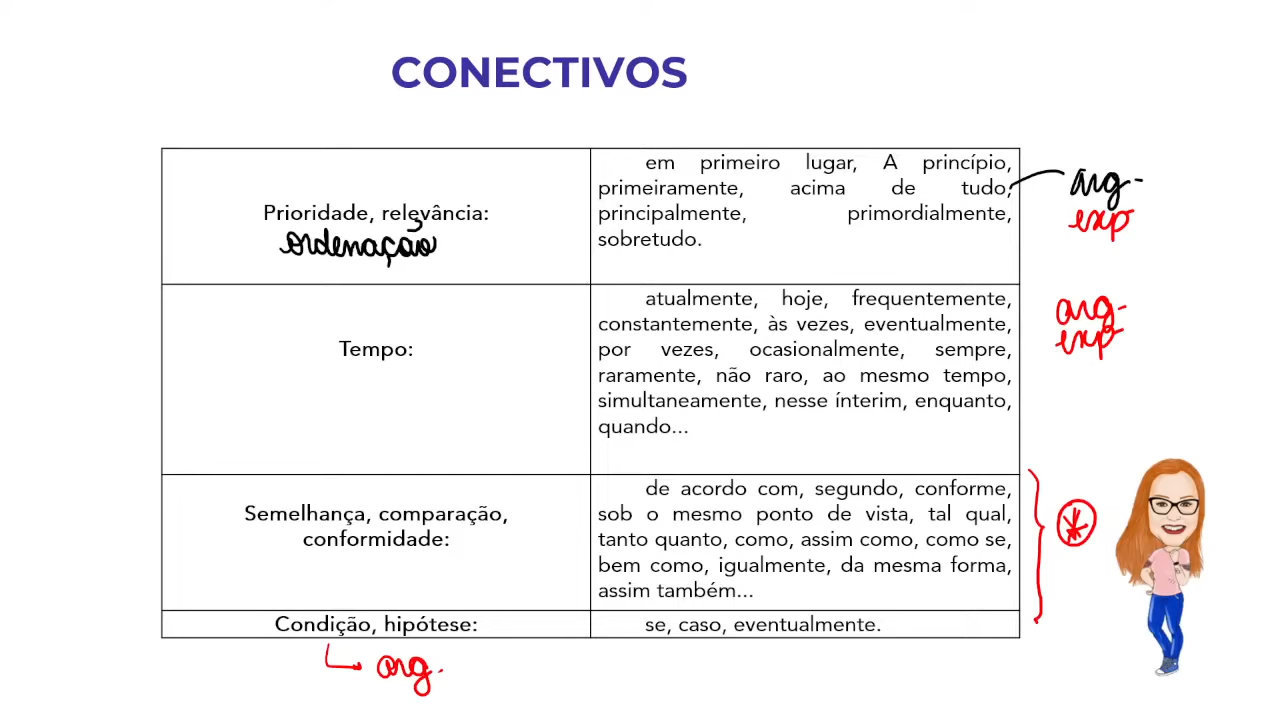 CONECTIVOS
Prioridade, relevância:
ordenação
em primeiro lugar, A princípio,
primeiramente, acima de tudo,
principalmente, primordialmente,
sobretudo.
arg.
exp
Tempo:
atualmente, hoje, frequentemente,
constantemente, às vezes, eventualmente,
por vezes, ocasionalmente, sempre,
raramente, não raro, ao mesmo tempo,
simultaneamente, nesse ínterim, enquanto,
quando...
arg.
exp
Semelhança, comparação,
conformidade:
de acordo com, segundo, conforme,
sob o mesmo ponto de vista, tal qual,
tanto quanto, como, assim como, como se,
bem como, igualmente, da mesma forma,
assim também...
Condição, hipótese:
se, caso, eventualmente.
arg.